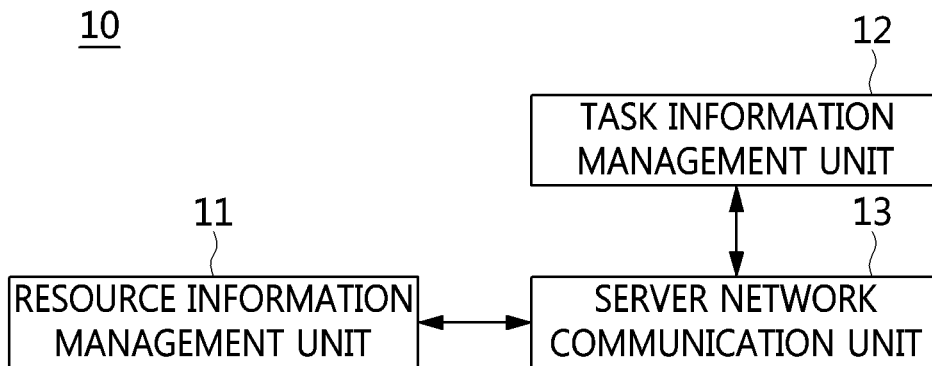 10
12
TASK INFORMATION
MANAGEMENT UNIT
11
13
RESOURCE INFORMATION
MANAGEMENT UNIT
SERVER NETWORK
COMMUNICATION UNIT